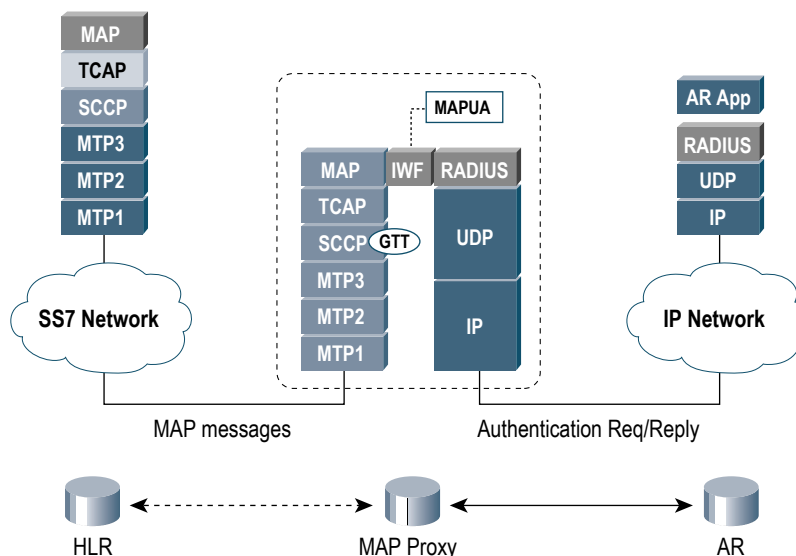 MAP
TCAP
SCCP
MTP3
MTP2
MTP1
SS7 Network
MAPUA
MAP
IWF
RADIUS
TCAP
SCCP
GTT
MTP3
MTP2
MTP1
UDP
IP
AR App
RADIUS
UDP
IP
IP Network
MAP messages
Authentication Req/Reply
HLR
MAP Proxy
AR